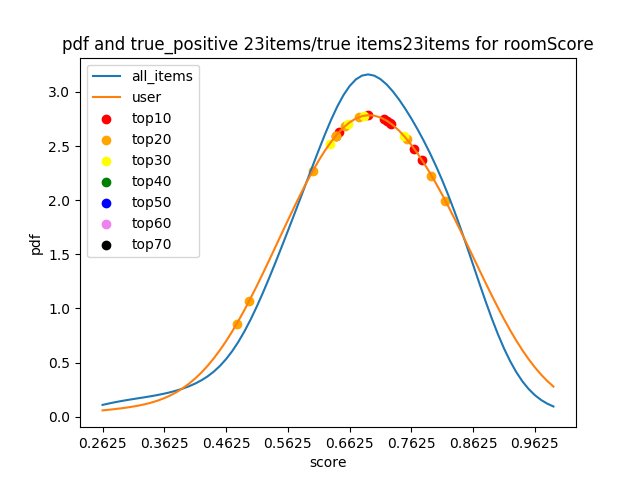 pdf and true_positive 23items/true items23items for roomScore
all_items
user
top10
top20
top30
top40
top50
top60
top70
pdf
3.0
2.5
2.0
1.5
1.0
0.5
0.0
0.2625 0.3625 0.4625 0.5625 0.6625 0.7625 0.8625 0.9625
score